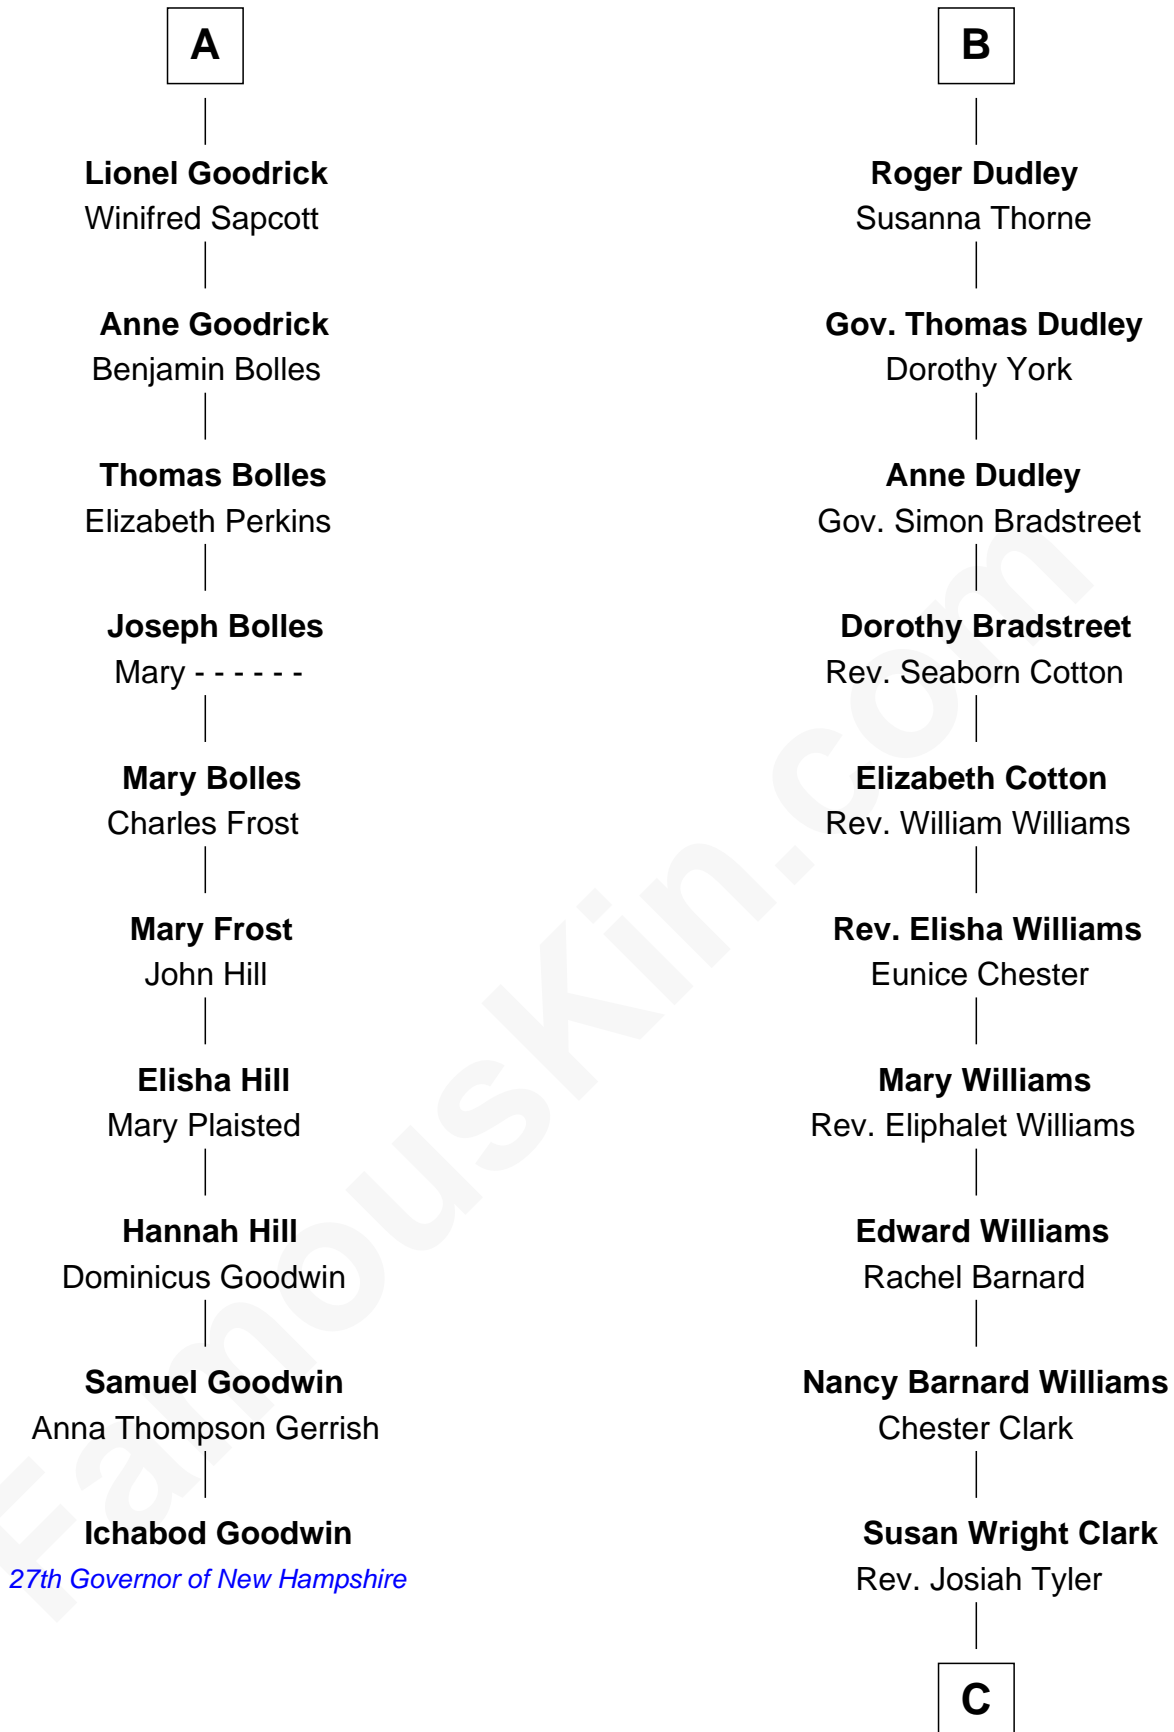 A
Lionel Goodrick
Winifred Sapcott
Anne Goodrick
Benjamin Bolles
Thomas Bolles
Elizabeth Perkins
Joseph Bolles
Mary - - - - - -
Mary Bolles
Charles Frost
Mary Frost
John Hill
Elisha Hill
Mary Plaisted
Hannah Hill
Dominicus Goodwin
Samuel Goodwin
Anna Thompson Gerrish
Ichabod Goodwin
27th Governor of New Hampshire
B
Roger Dudley
Susanna Thorne
Gov. Thomas Dudley
Dorothy York
Anne Dudley
Gov. Simon Bradstreet
Dorothy Bradstreet
Rev. Seaborn Cotton
Elizabeth Cotton
Rev. William Williams
Rev. Elisha Williams
Eunice Chester
Mary Williams
Rev. Eliphalet Williams
Edward Williams
Rachel Barnard
Nancy Barnard Williams
Chester Clark
Susan Wright Clark
Rev. Josiah Tyler
C
FamousKin.com